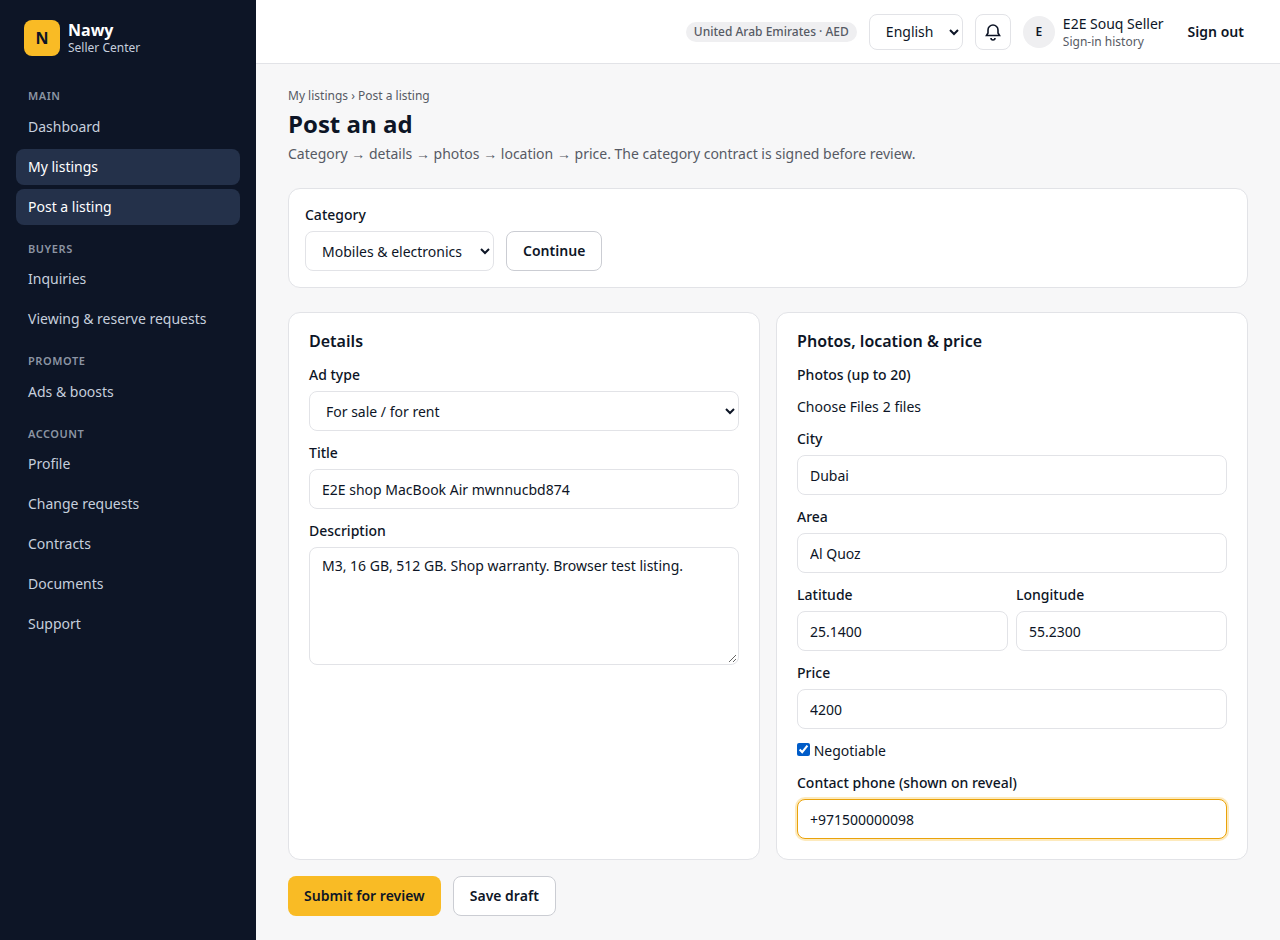 N
Nawy
Seller Center
MAIN
Dashboard
My listings
Post a listing
BUYERS
Inquiries
Viewing & reserve requests
PROMOTE
Ads & boosts
ACCOUNT
Profile
Change requests
Contracts
Documents
Support
United Arab Emirates · AED
English
E
E2E Souq Seller
Sign-in history
Sign out
My listings › Post a listing
Post an ad
Category → details → photos → location → price. The category contract is signed before review.
Category
Mobiles & electronics
Continue
Details
Ad type
For sale / for rent
Title
E2E shop MacBook Air mwnnucbd874
Description
M3, 16 GB, 512 GB. Shop warranty. Browser test listing.
Photos, location & price
Photos (up to 20)
Choose Files 2 files
City
Dubai
Area
Al Quoz
Latitude
Longitude
25.1400
55.2300
Price
4200
Negotiable
Contact phone (shown on reveal)
+971500000098
Submit for review
Save draft